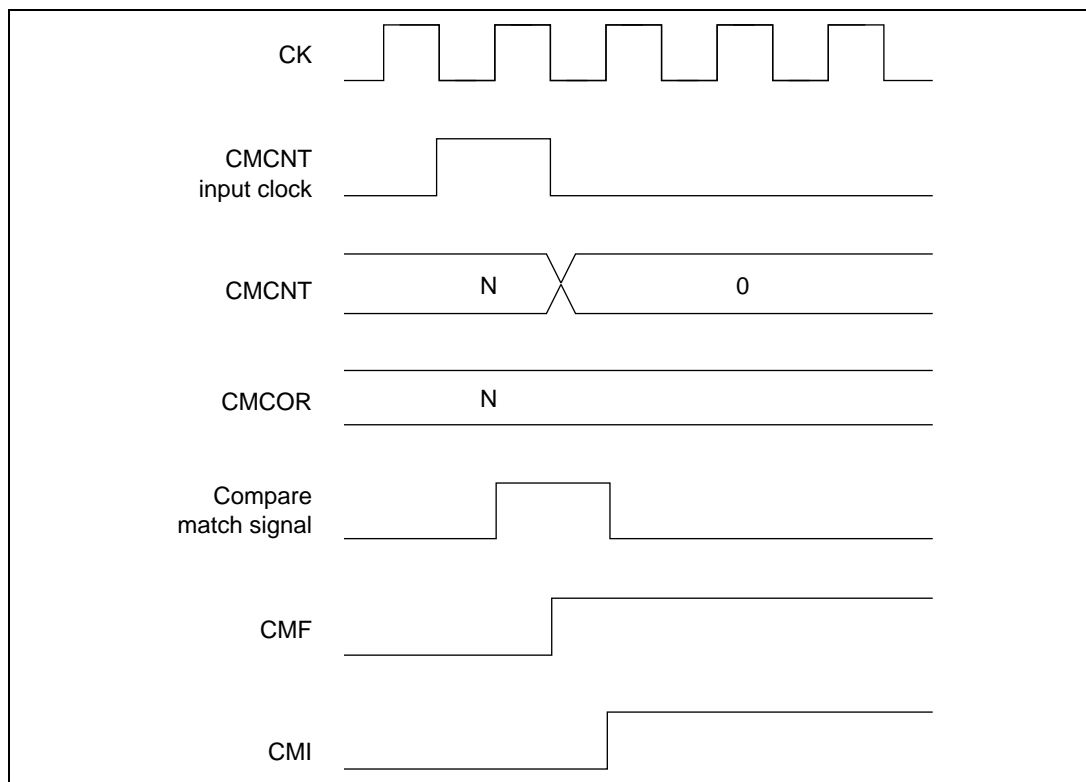 CK
CMCNT
input clock
CMCNT
N
0
CMCOR
N
Compare
match signal
CMF
CMI